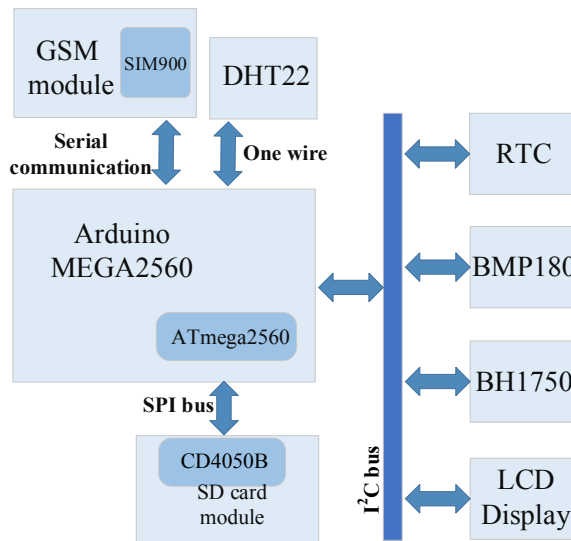 GSM
module
SIM900
DHT22
Serial
communication
One wire
RTC
Arduino
MEGA2560
BMP180
ATmega2560
BH1750
SPI bus
CD4050B
SD card
module
I²C bus
LCD
Display